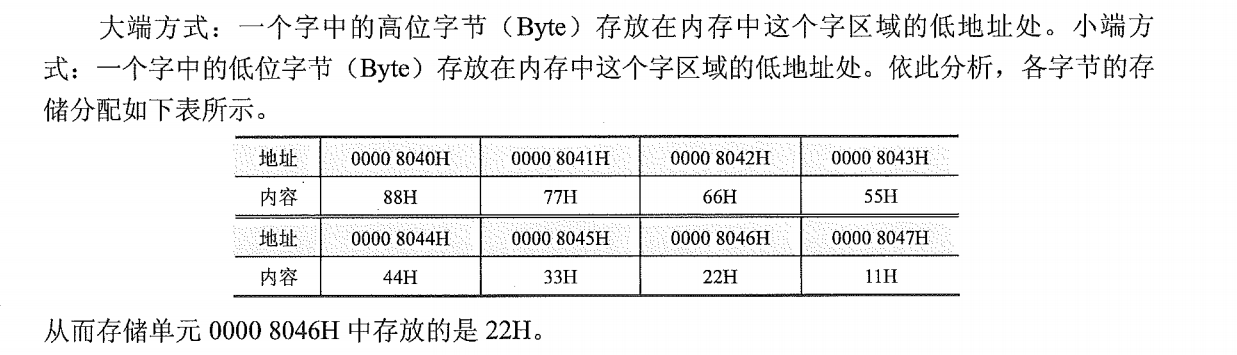 大端方式：一个字中的高位字节（Byte）存放在内存中这个字区域的低地址处。小端方
式：一个字中的低位字节（Byte）存放在内存中这个字区域的低地址处。依此分析，各字节的存
储分配如下表所示。
地址 0000 8040H 0000 8041H 0000 8042H 0000 8043H
内容 88H 77H 66H 55H
地址 0000 8044H 0000 8045H 0000 8046H 0000 8047H
内容 44H 33H 22H 11H
从而存储单元 0000 8046H 中存放的是 22H。